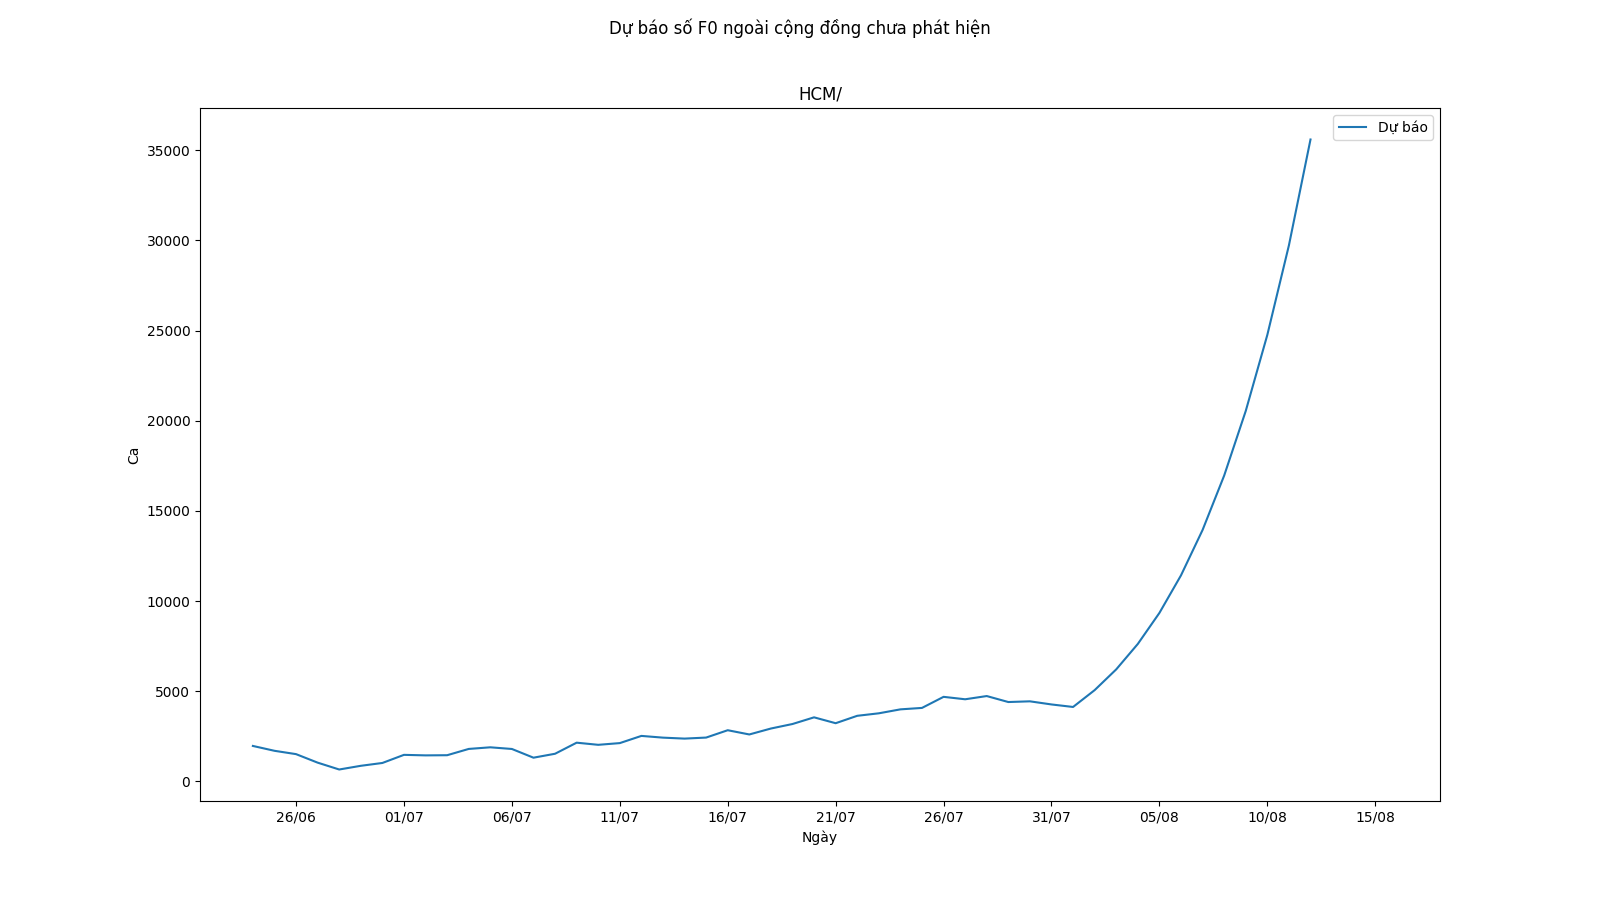 Dự báo số F0 ngoài cộng đồng chưa phát hiện
HCM/
Dự báo
35000
30000
25000
20000
15000
10000
5000
0
Ca
26/06 01/07 06/07 11/07 16/07 21/07 26/07 31/07 05/08 10/08 15/08
Ngày